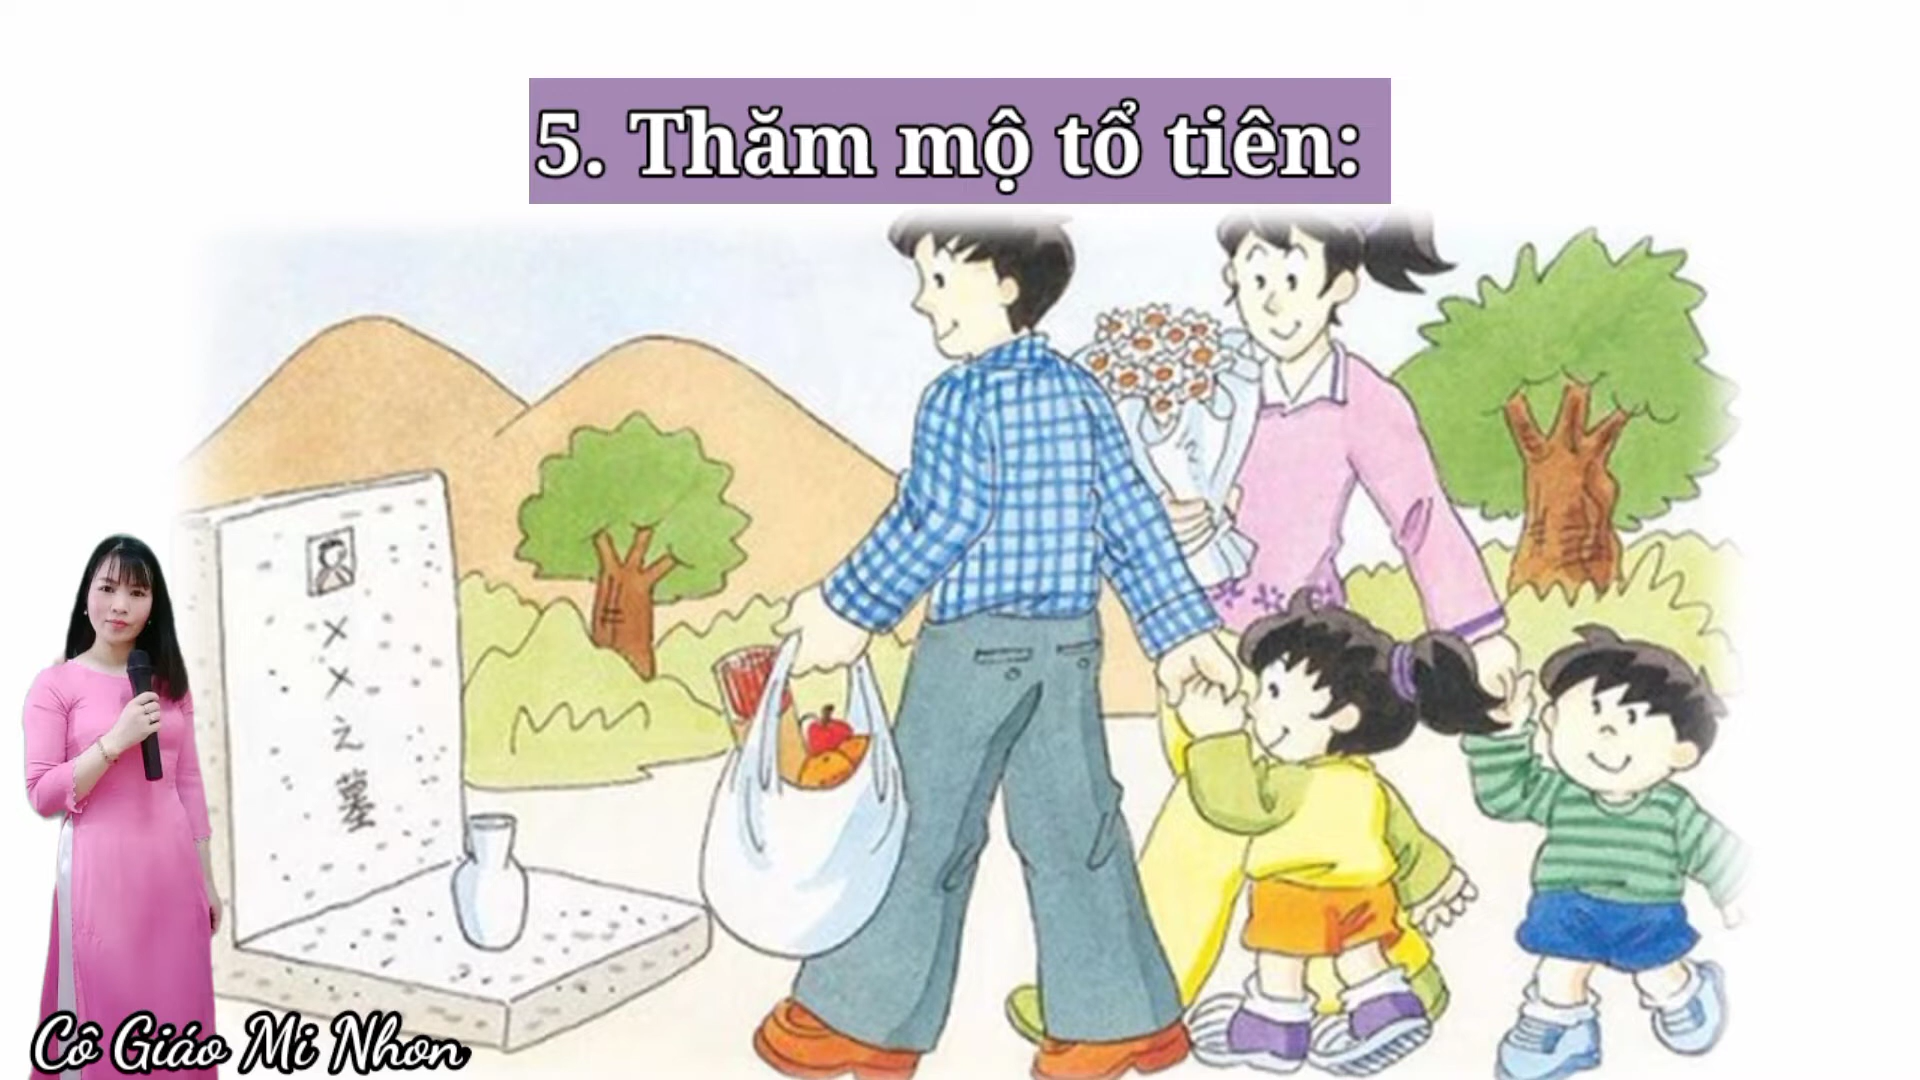 5. Thăm mộ tổ tiên:
××之墓
Cô Giáo Mi Nhon